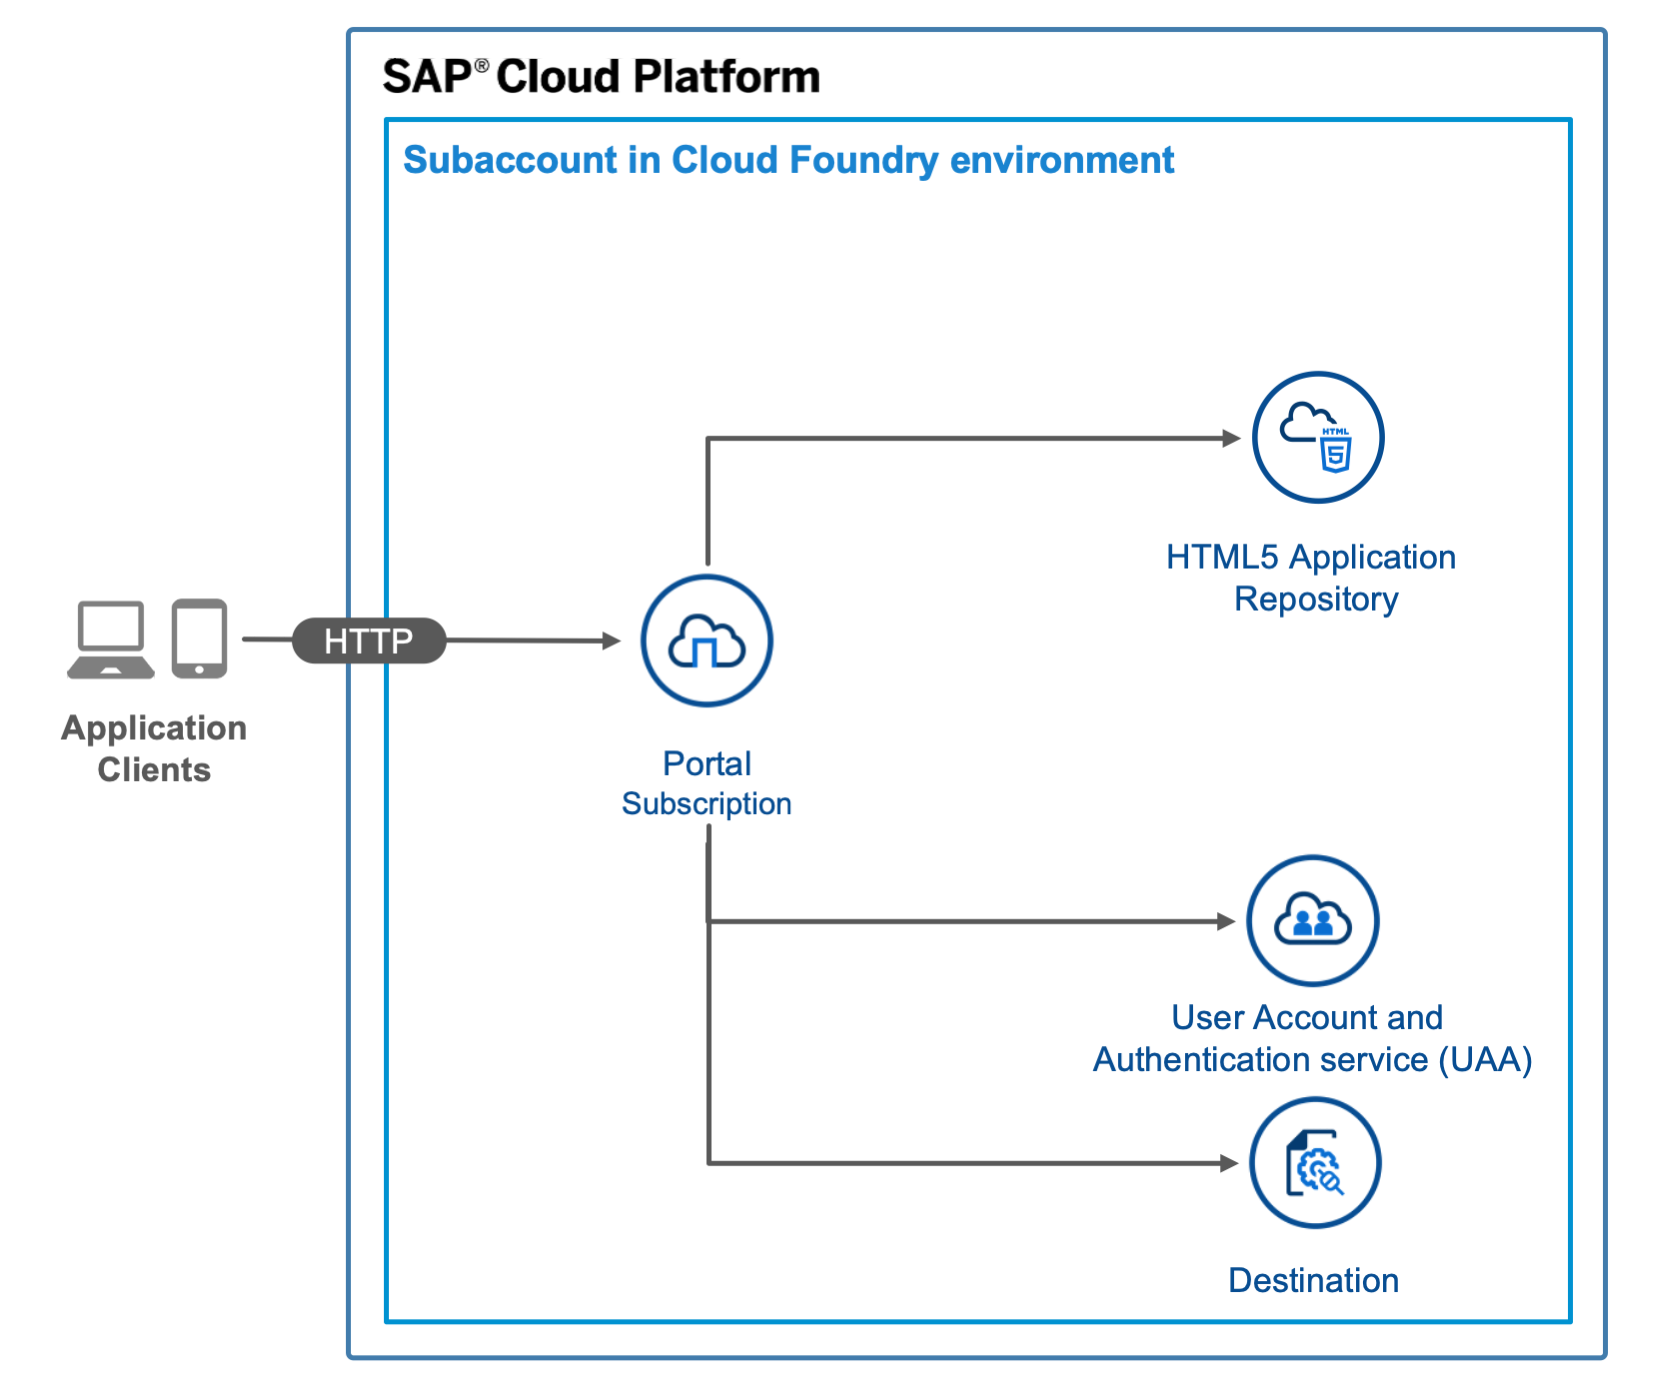 SAP® Cloud Platform
Subaccount in Cloud Foundry environment
HTML
5
HTML5 Application
Repository
HTTP
Application
Clients
Portal
Subscription
User Account and
Authentication service (UAA)
Destination